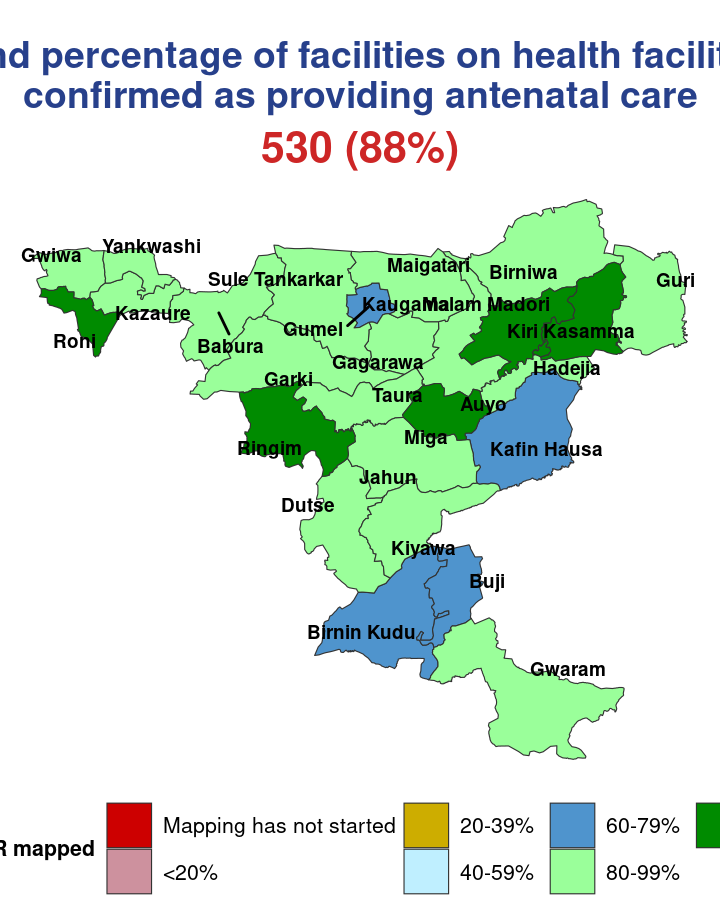 nd percentage of facilities on health facilit
confirmed as providing antenatal care
530 (88%)
Gwiwa
Yankwashi
Sule Tankarkar
Maigatari
Birniwa
Guri
Kazaure
Kaugama
Malam Madori
Roni
Babura
Gumel
Kiri Kasamma
Gagarawa
Hadejia
Garki
Taura
Auyo
Ringim
Miga
Kafin Hausa
Jahun
Dutse
Kiyawa
Buji
Birnin Kudu
Gwaram
R mapped
Mapping has not started
20-39%
60-79%
<20%
40-59%
80-99%